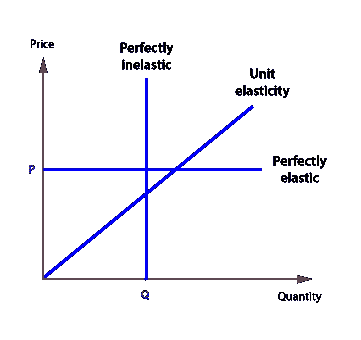 Price
Perfectly
inelastic
Unit
elasticity
P
Perfectly
elastic
Q
Quantity